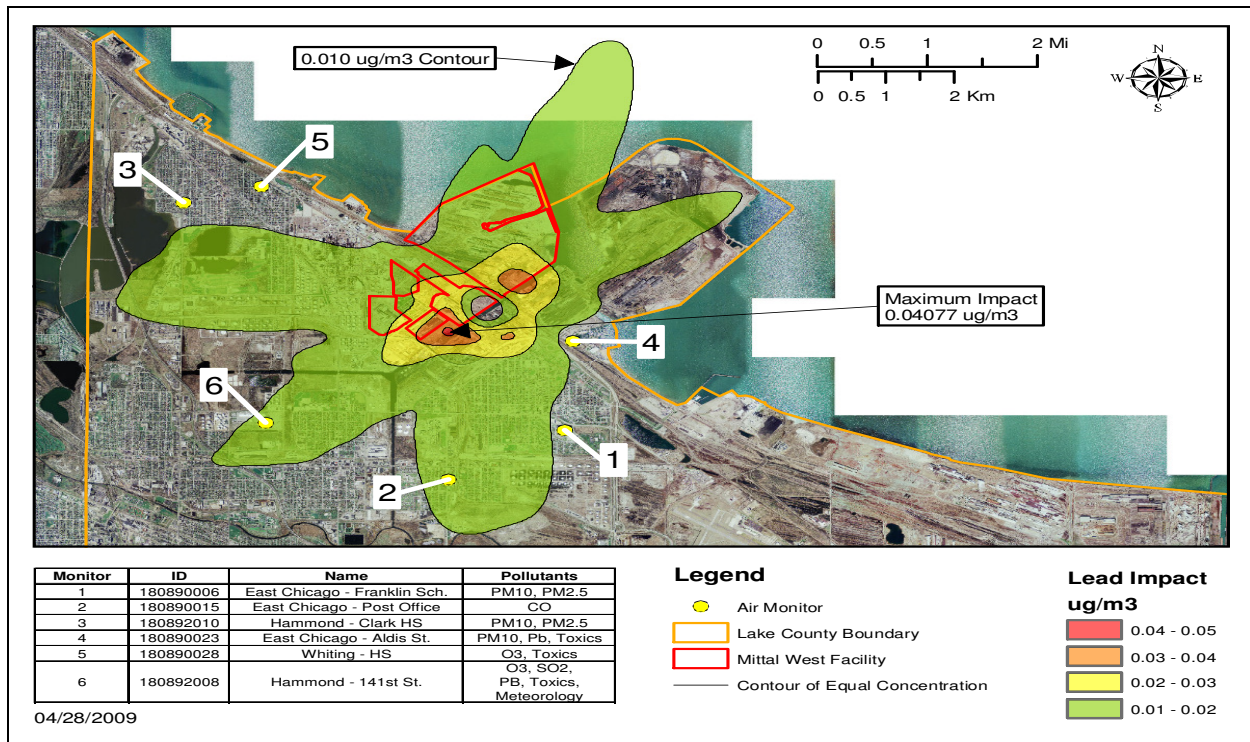 0.010 ug/m3 Contour
0 0.5 1 2 Mi
0 0.5 1 2 Km
N
W E
S
5
3
Maximum Impact
0.04077 ug/m3
4
6
1
2
Monitor ID Name Pollutants
1 180890006 East Chicago - Franklin Sch. PM10, PM2.5
2 180890015 East Chicago - Post Office CO
3 180892010 Hammond - Clark HS PM10, PM2.5
4 180890023 East Chicago - Aldis St. PM10, Pb, Toxics
5 180890028 Whiting - HS O3, Toxics
6 180892008 Hammond - 141st St. O3, SO2,
PB, Toxics,
Meteorology
04/28/2009
Legend
Air Monitor
Lake County Boundary
Mittal West Facility
Contour of Equal Concentration
Lead Impact
ug/m3
0.04 - 0.05
0.03 - 0.04
0.02 - 0.03
0.01 - 0.02